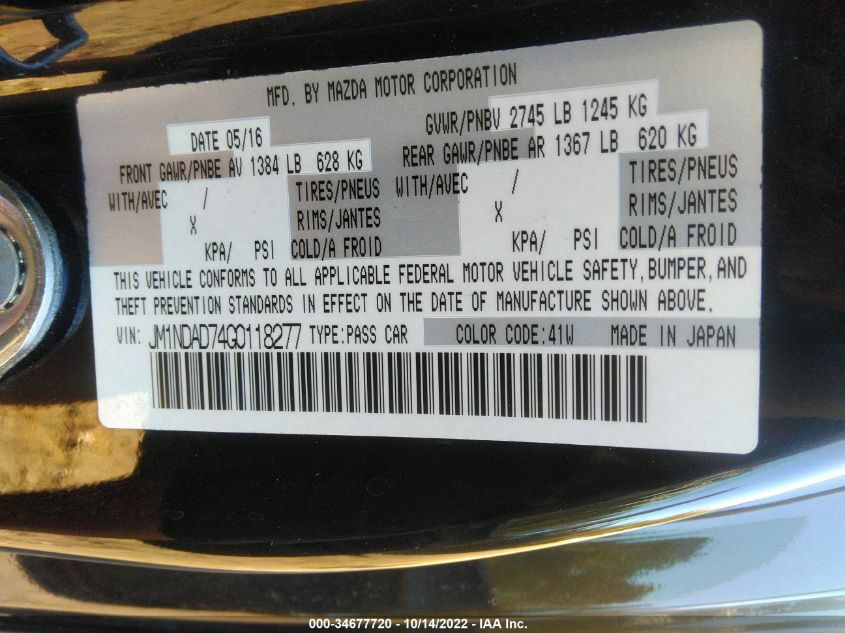 MFD. BY MAZDA MOTOR CORPORATION
DATE 05/16 GVWR/PNBV 2745 LB 1245 KG
FRONT GAWR/PNBE AV 1384 LB 628 KG REAR GAWR/PNBE AR 1367 LB 620 KG
WITH/AVEC / TIRES/PNEUS WITH/AVEC / TIRES/PNEUS
X RIMS/JANTES X RIMS/JANTES
KPA/ PSI COLD/A FROID KPA/ PSI COLD/A FROID
THIS VEHICLE CONFORMS TO ALL APPLICABLE FEDERAL MOTOR VEHICLE SAFETY, BUMPER, AND
THEFT PREVENTION STANDARDS IN EFFECT ON THE DATE OF MANUFACTURE SHOWN ABOVE.
VIN: JM1NDAD74G0118277 TYPE:PASS CAR COLOR CODE:41W MADE IN JAPAN
000-34677720 - 10/14/2022 - IAA Inc.